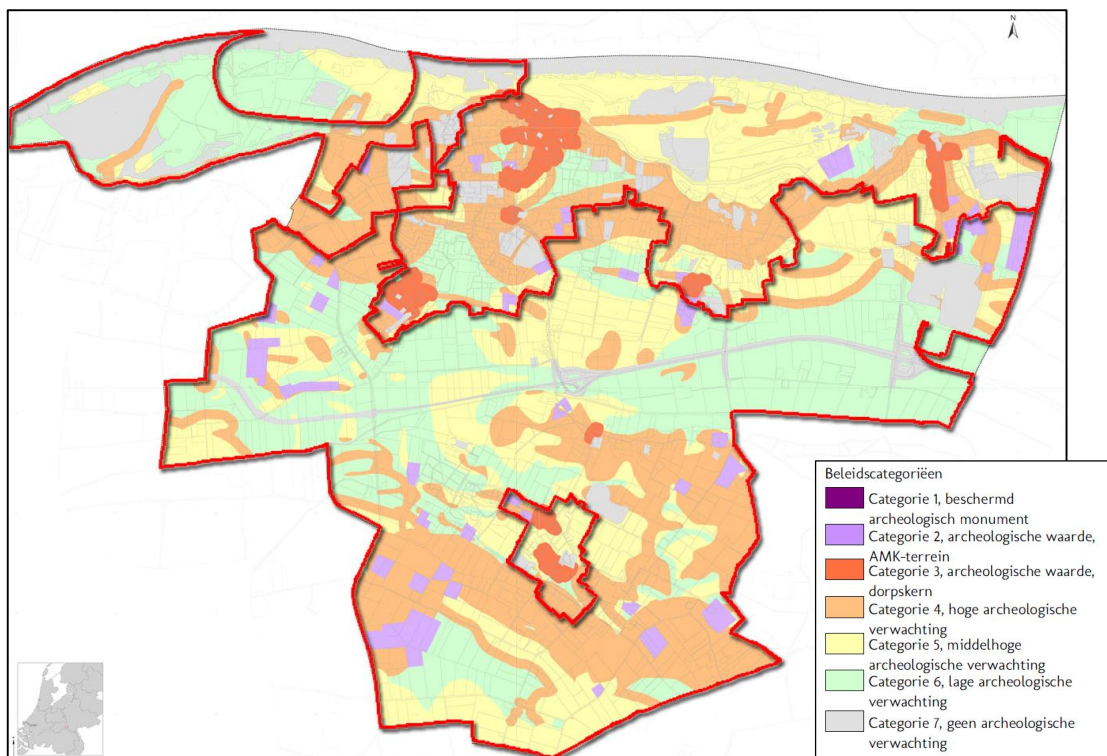 N
Beleidscategorieën
Categorie 1, beschermd
archeologisch monument
Categorie 2, archeologische waarde,
AMK-terrein
Categorie 3, archeologische waarde,
dorpskern
Categorie 4, hoge archeologische
verwachting
Categorie 5, middelhoge
archeologische verwachting
Categorie 6, lage archeologische
verwachting
Categorie 7, geen archeologische
verwachting